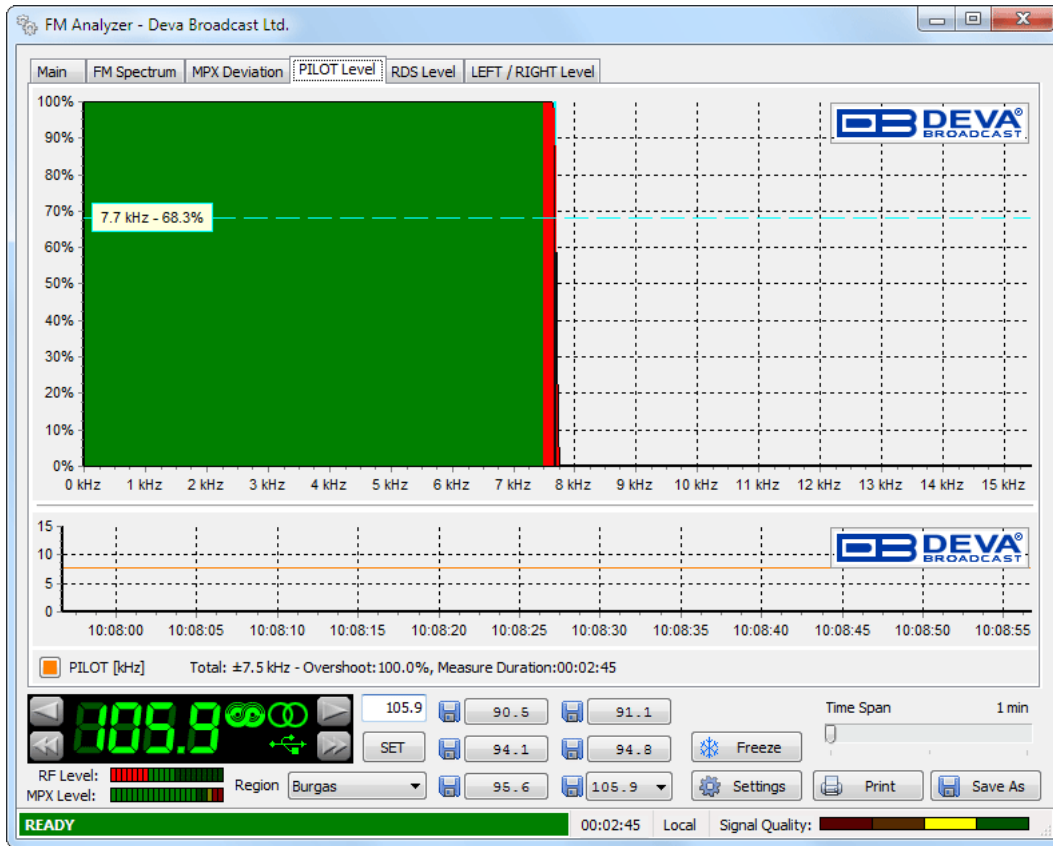 FM Analyzer - Deva Broadcast Ltd.
Main FM Spectrum MPX Deviation PILOT Level RDS Level LEFT / RIGHT Level
100%
90%
80%
70%
60%
50%
40%
30%
20%
10%
0%
DEVA®
BROADCAST
7.7 kHz - 68.3%
0 kHz 1 kHz 2 kHz 3 kHz 4 kHz 5 kHz 6 kHz 7 kHz 8 kHz 9 kHz 10 kHz 11 kHz 12 kHz 13 kHz 14 kHz 15 kHz
15
10
5
0
DEVA®
BROADCAST
10:08:00 10:08:05 10:08:10 10:08:15 10:08:20 10:08:25 10:08:30 10:08:35 10:08:40 10:08:45 10:08:50 10:08:55
PILOT [kHz] Total: ±7.5 kHz - Overshoot:100.0%, Measure Duration:00:02:45
105.9 105.9 90.5 91.1 Time Span 1 min
SET 94.1 94.8 Freeze
RF Level:
MPX Level:
Region Burgas 95.6 105.9 Settings Print Save As
READY 00:02:45 Local Signal Quality: